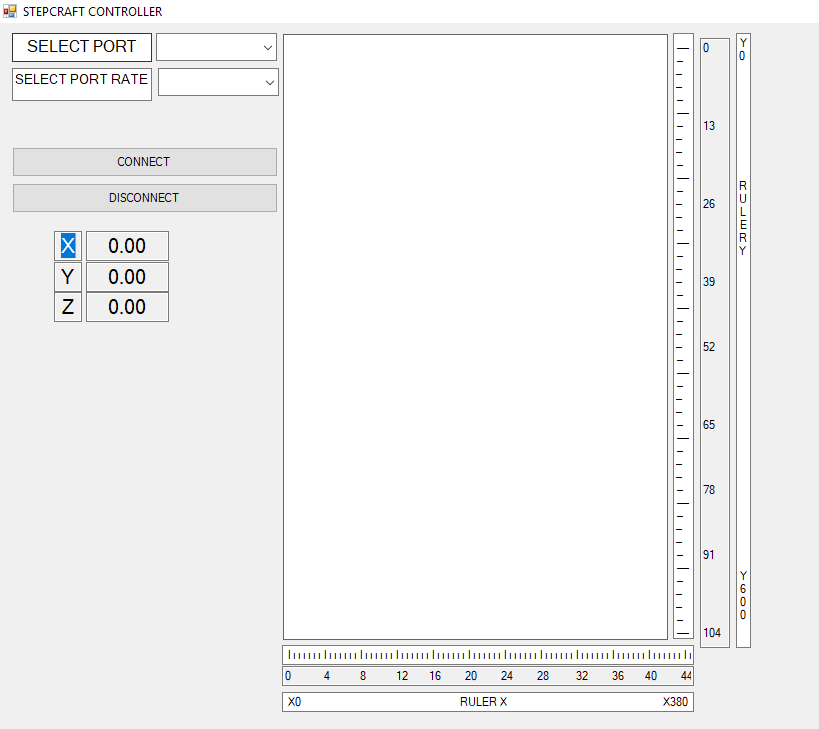 STEPCRAFT CONTROLLER
SELECT PORT
SELECT PORT RATE
CONNECT
DISCONNECT
X 0.00
Y 0.00
Z 0.00
0
13
26
39
52
65
78
91
104
Y
0
R
U
L
E
R
Y
Y
6
0
0
0 4 8 12 16 20 24 28 32 36 40 44
X0 RULER X X380